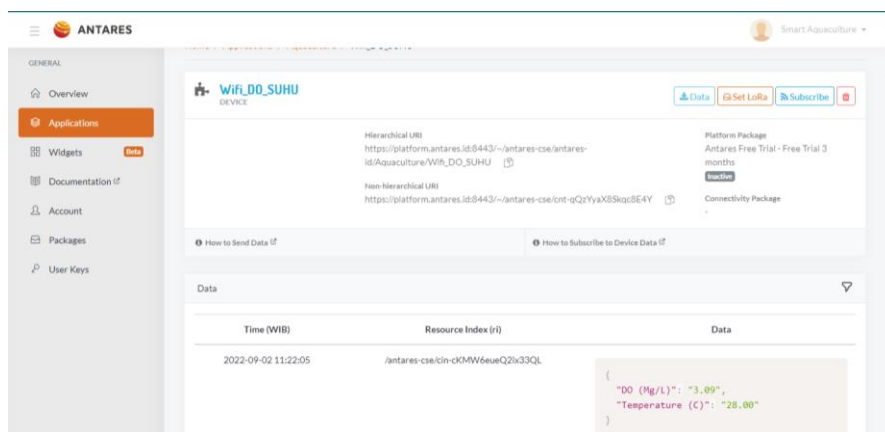 ANTARES
Smart Aquaculture
GENERAL
Overview
Applications
Widgets Beta
Documentation
Account
Packages
User Keys
Wifi_DO_SUHU
DEVICE
Data
Set LoRa
Subscribe
Hierarchical URI
https://platform.antares.id:8443/~/antares-cse/antares-
id/Aquaculture/Wifi_DO_SUHU
Non-hierarchical URI
https://platform.antares.id:8443/~/antares-cse/cnt-qQzYyaX8Skqc8E4Y
Platform Package
Antares Free Trial - Free Trial 3
months
Inactive
Connectivity Package
-
How to Send Data
How to Subscribe to Device Data
Data
Time (WIB) Resource Index (ri) Data
2022-09-02 11:22:05 /antares-cse/cin-cKMW6eueQ2ix33QL
{
"DO (Mg/L)": "3.09",
"Temperature (C)": "28.00"
}